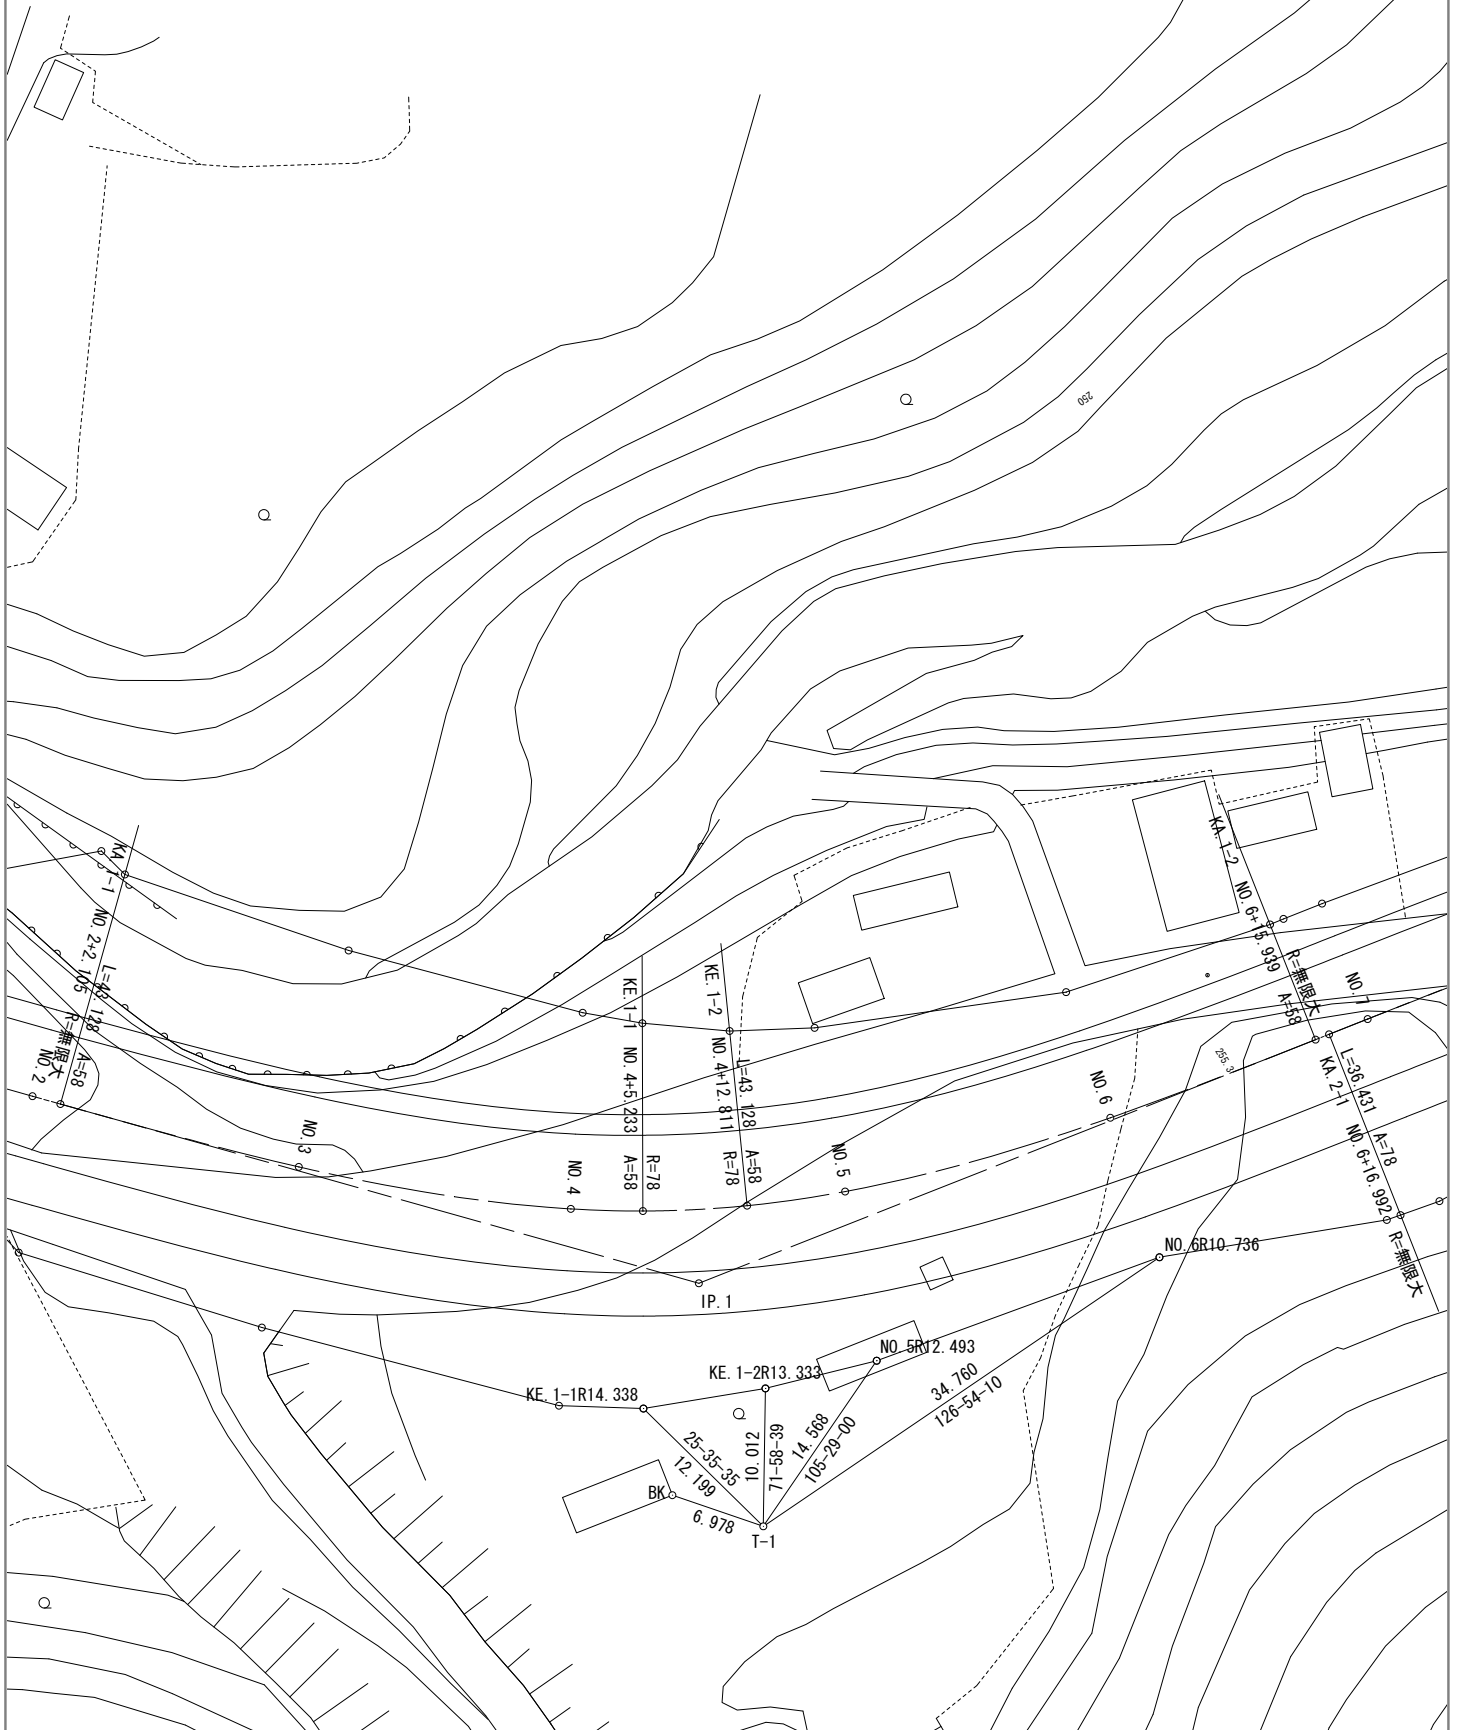 250
KA.1-1 NO.2+2.105 R=無限大
L=43.128 A=58
NO.2
NO.3
NO.4
KE.1-1 NO.4+5.233 A=58
R=78
KE.1-2 NO.4+12.811 R=78
L=43.128 A=58
NO.5
NO.6
KA.1-2 NO.6+15.939 A=58
R=無限大
NO.7
255.3
L=36.431 A=78
KA.2-1 NO.6+16.992 R=無限大
IP.1
NO.6R10.736
NO.5R12.493
KE.1-2R13.333
KE.1-1R14.338
34.760
126-54-10
14.568
105-29-00
10.012
71-58-39
25-35-35
12.199
BK
6.978
T-1